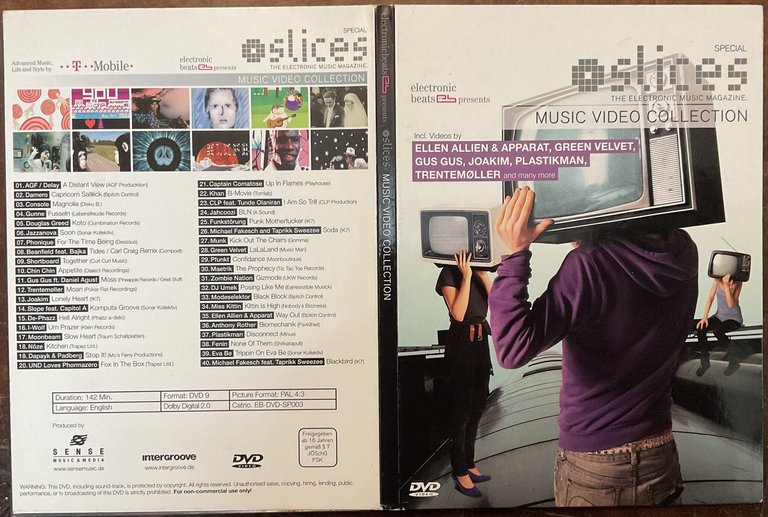 Advanced Music,
Life and Style by
T · · Mobile ·
electronic
beats presents
SPECIAL
slices
THE ELECTRONIC MUSIC MAGAZINE.
MUSIC VIDEO COLLECTION
YOU
01. AGF / Delay A Distant View (AGF Producktion)
02. Damero Capricorn SaWick (Bpitch Control)
03. Console Magnolia (Disko B.)
04. Gunne Fusseln (Lebensfreude Records)
05. Douglas Greed Koto (Combination Records)
06. Jazzanova Soon (Sonar Kollektiv)
07. Phonique For The Time Being (Dessous)
08. Beanfield feat. Bajka Tides / Carl Craig Remix (Compost)
09. Shortboard Together (Curl Curl Music)
10. Chin Chin Appetite (Dialect Recordings)
11. Gus Gus ft. Daniel Agust Moss (Pineapple Records / Great Stuff)
12. Trentemøller Moan (Poker Flat Recordings)
13. Joakim Lonely Heart (!K7)
14. Slope feat. Capitol A Komputa Groove (Sonar Kollektiv)
15. De-Phazz Hell Alright (Phazz-a-delic)
16. I-Wolf Um Prazer (Klein Records)
17. Moonbeam Slow Heart (Traum Schallplatten)
18. Nôze Kitchen (Trapez Ltd.)
19. Dapayk & Padberg Stop It! (Mo's Ferry Productions)
20. UND Loves Phormazero Fox In The Box (Trapez Ltd.)
21. Captain Comatose Up In Flames (Playhouse)
22. Khan B-Movie (Tomlab)
23. CLP feat. Tunde Olaniran I Am So Trill (CLP Production)
24. Jahcoozi BLN (A Sound)
25. Funkstörung Punk Motherfucker (!K7)
26. Michael Fakesch and Taprikk Sweezee Soda (!K7)
27. Munk Kick Out The Chairs (Gomma)
28. Green Velvet LaLaLand (Music Man)
29. Plunkt Confidance (Moonboutique)
30. Maetrik The Prophecy (Tic Tac Toe Records)
31. Zombie Nation Gizmode (UKW Records)
32. DJ Umek Posing Like Me (Earresistible Musick)
33. Modeselektor Black Block (Bpitch Control)
34. Miss Kittin Kittin Is High (Nobody's Bizzness)
35. Ellen Allien & Apparat Way Out (Bpitch Control)
36. Anthony Rother Biomechanik (Psi49Net)
37. Plastikman Disconnect (Minus)
38. Fenin None Of Them (Shitkatapult)
39. Eva Be Trippin On Eva Be (Sonar Kollektiv)
40. Michael Fakesch feat. Taprikk Sweezee Blackbird (!K7)
Duration: 142 Min. Format: DVD 9 Picture Format: PAL 4:3
Language: English Dolby Digital 2.0 Catno. EB-DVD-SP003
Produced by
SENSE
MUSIC & MEDIA
www.sensemusic.de
intergroove
www.intergroove.de
DVD
VIDEO
Freigegeben
ab 16 Jahren
gemäß § 7
JÖSchG
FSK
WARNING: This DVD, including sound-track, is protected by copyright. All rights reserved. Unauthorised sales, copying, hiring, lending, public
performance, or tv broadcasting of this DVD is strictly prohibited. For non-commercial use only!
electronic
beats presents
slices MUSIC VIDEO COLLECTION
SPECIAL
slices
THE ELECTRONIC MUSIC MAGAZINE.
electronic
beats presents
MUSIC VIDEO COLLECTION
Incl. Videos by
ELLEN ALLIEN & APPARAT, GREEN VELVET,
GUS GUS, JOAKIM, PLASTIKMAN,
TRENTEMØLLER and many more
DVD
VIDEO